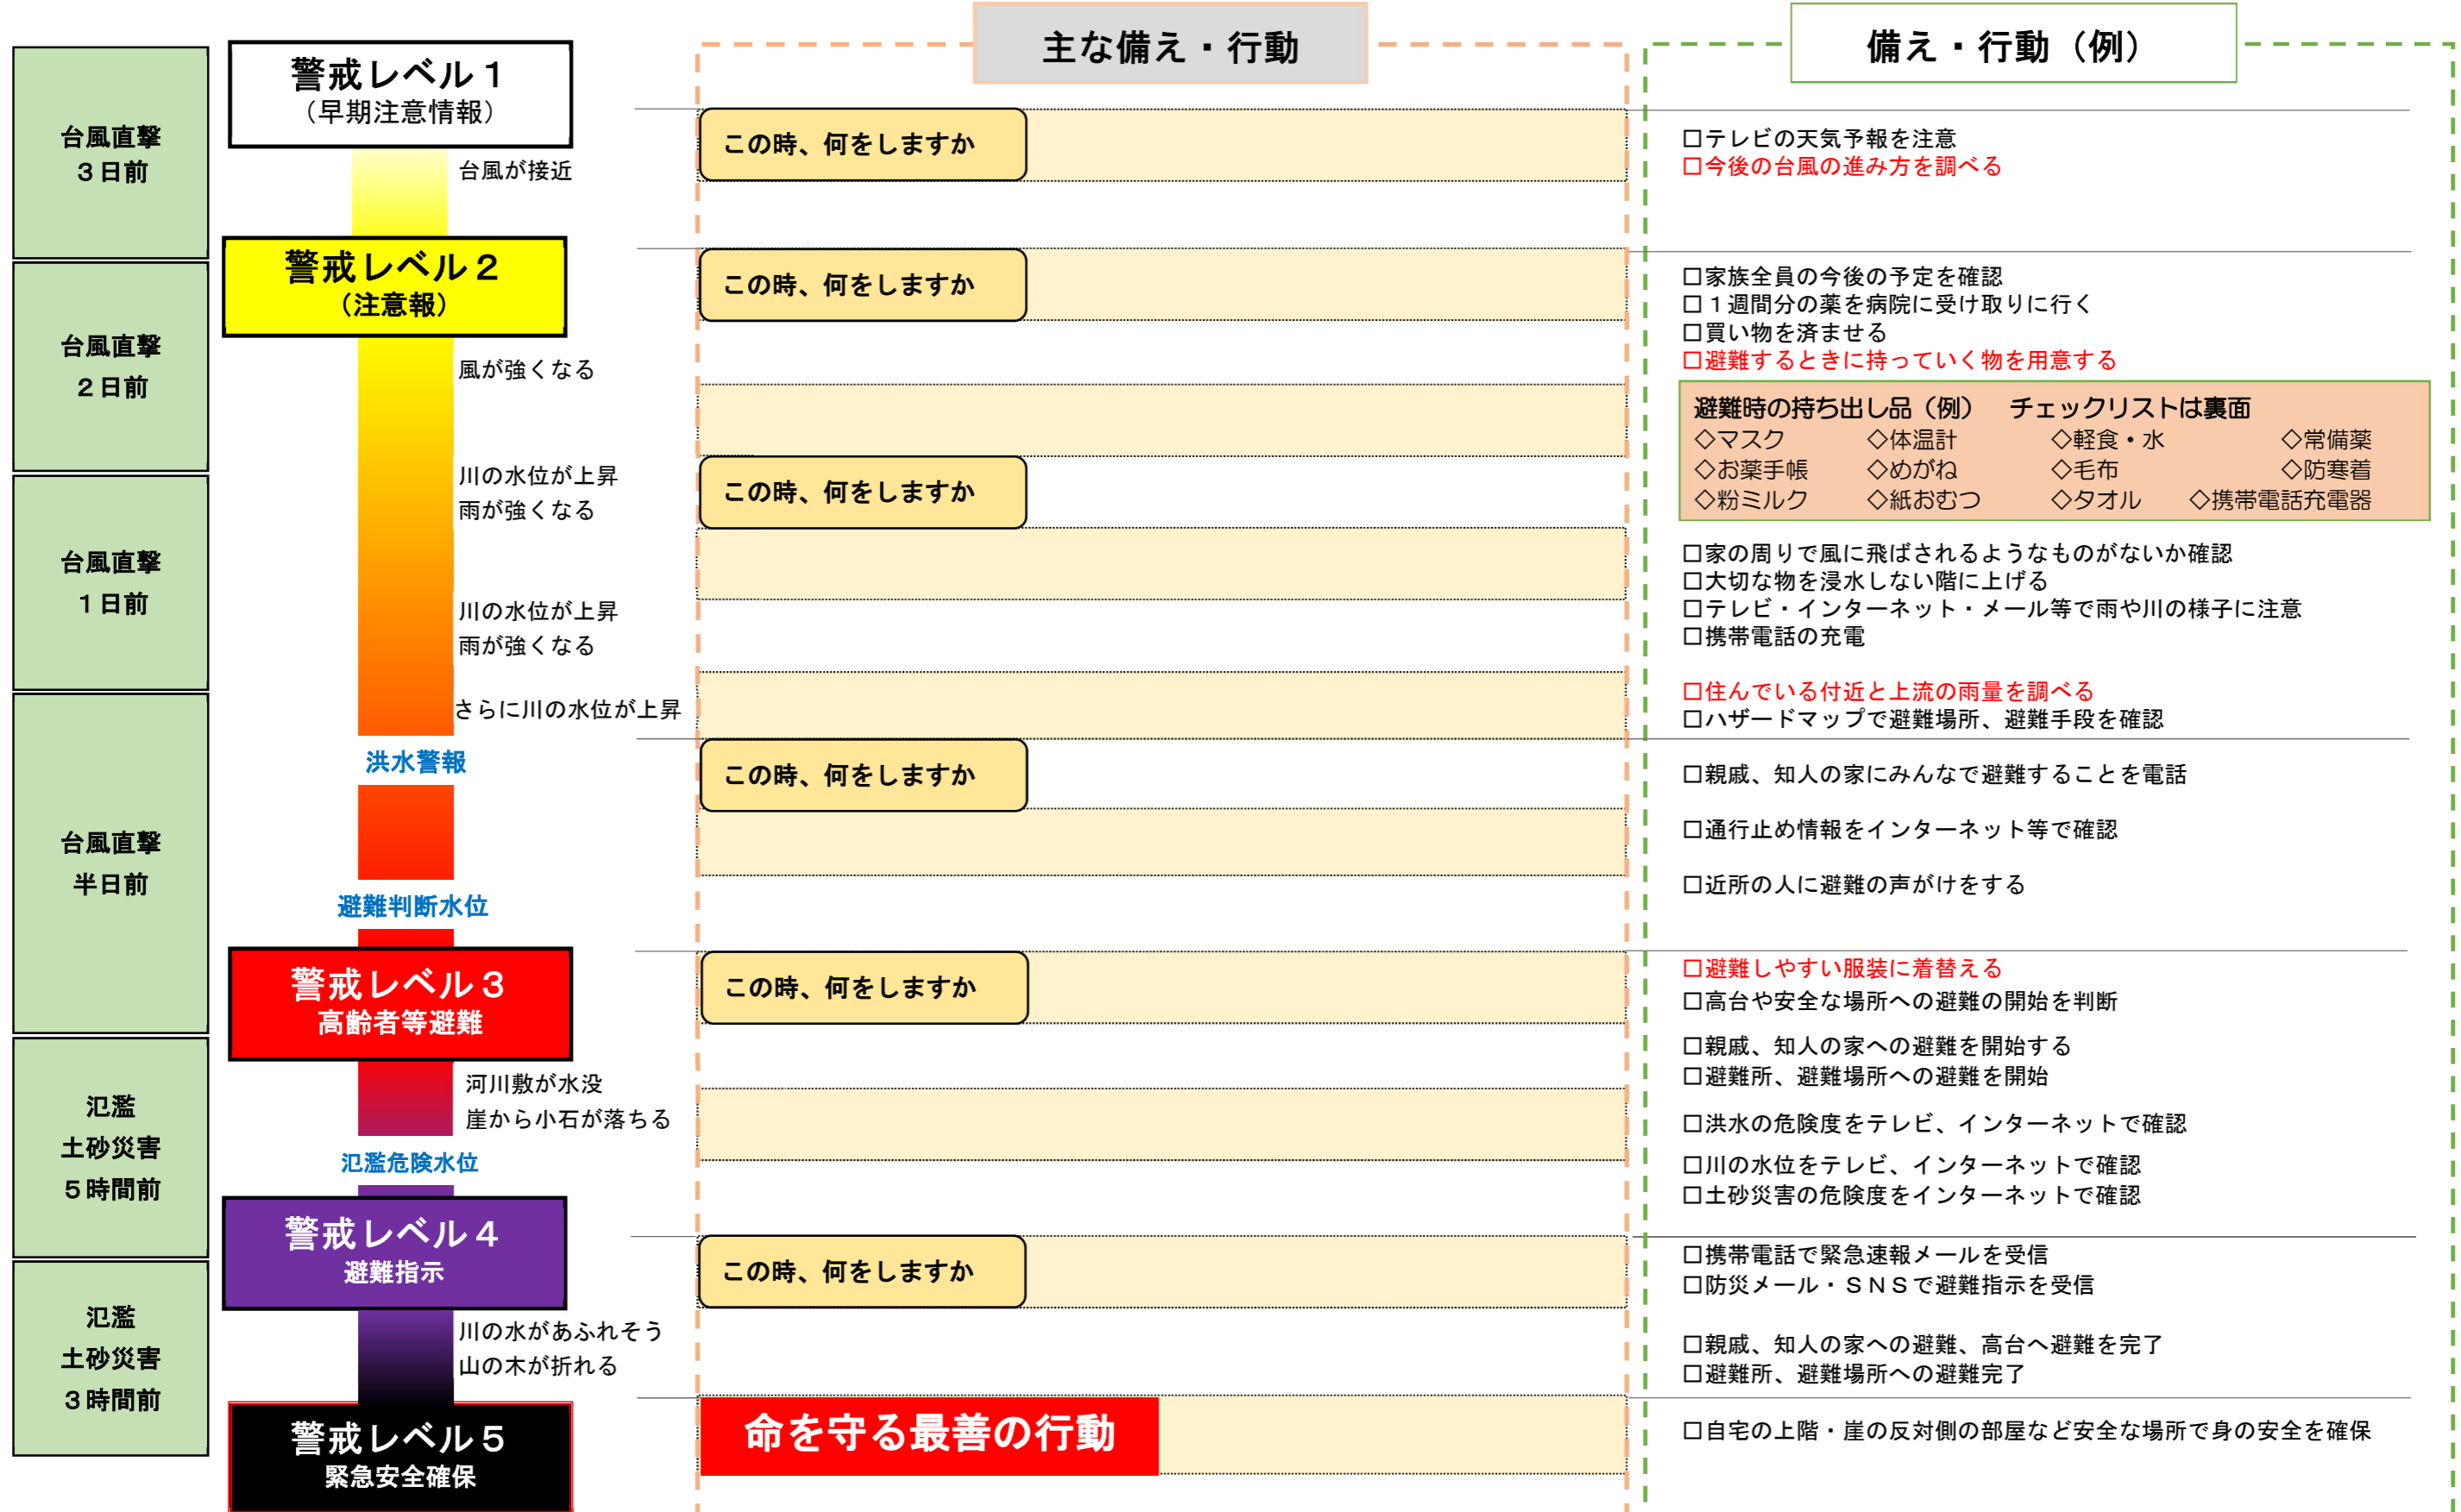 主な備え・行動
備え・行動（例）
台風直撃
３日前
警戒レベル１
（早期注意情報）
台風が接近
この時、何をしますか
□テレビの天気予報を注意
□今後の台風の進み方を調べる
台風直撃
２日前
警戒レベル２
（注意報）
風が強くなる
この時、何をしますか
□家族全員の今後の予定を確認
□１週間分の薬を病院に受け取りに行く
□買い物を済ませる
□避難するときに持っていく物を用意する
避難時の持ち出し品（例）　チェックリストは裏面
◇マスク　◇体温計　◇軽食・水　◇常備薬
◇お薬手帳　◇めがね　◇毛布　◇防寒着
◇粉ミルク　◇紙おむつ　◇タオル　◇携帯電話充電器
台風直撃
１日前
川の水位が上昇
雨が強くなる
この時、何をしますか
川の水位が上昇
雨が強くなる
□家の周りで風に飛ばされるようなものがないか確認
□大切な物を浸水しない階に上げる
□テレビ・インターネット・メール等で雨や川の様子に注意
□携帯電話の充電
さらに川の水位が上昇
□住んでいる付近と上流の雨量を調べる
□ハザードマップで避難場所、避難手段を確認
台風直撃
半日前
洪水警報
この時、何をしますか
□親戚、知人の家にみんなで避難することを電話
□通行止め情報をインターネット等で確認
□近所の人に避難の声がけをする
避難判断水位
警戒レベル３
高齢者等避難
この時、何をしますか
□避難しやすい服装に着替える
□高台や安全な場所への避難の開始を判断
□親戚、知人の家への避難を開始する
□避難所、避難場所への避難を開始
氾濫
土砂災害
５時間前
河川敷が水没
崖から小石が落ちる
□洪水の危険度をテレビ、インターネットで確認
□川の水位をテレビ、インターネットで確認
□土砂災害の危険度をインターネットで確認
氾濫危険水位
警戒レベル４
避難指示
この時、何をしますか
□携帯電話で緊急速報メールを受信
□防災メール・ＳＮＳで避難指示を受信
氾濫
土砂災害
３時間前
川の水があふれそう
山の木が折れる
□親戚、知人の家への避難、高台へ避難を完了
□避難所、避難場所への避難完了
警戒レベル５
緊急安全確保
命を守る最善の行動
□自宅の上階・崖の反対側の部屋など安全な場所で身の安全を確保